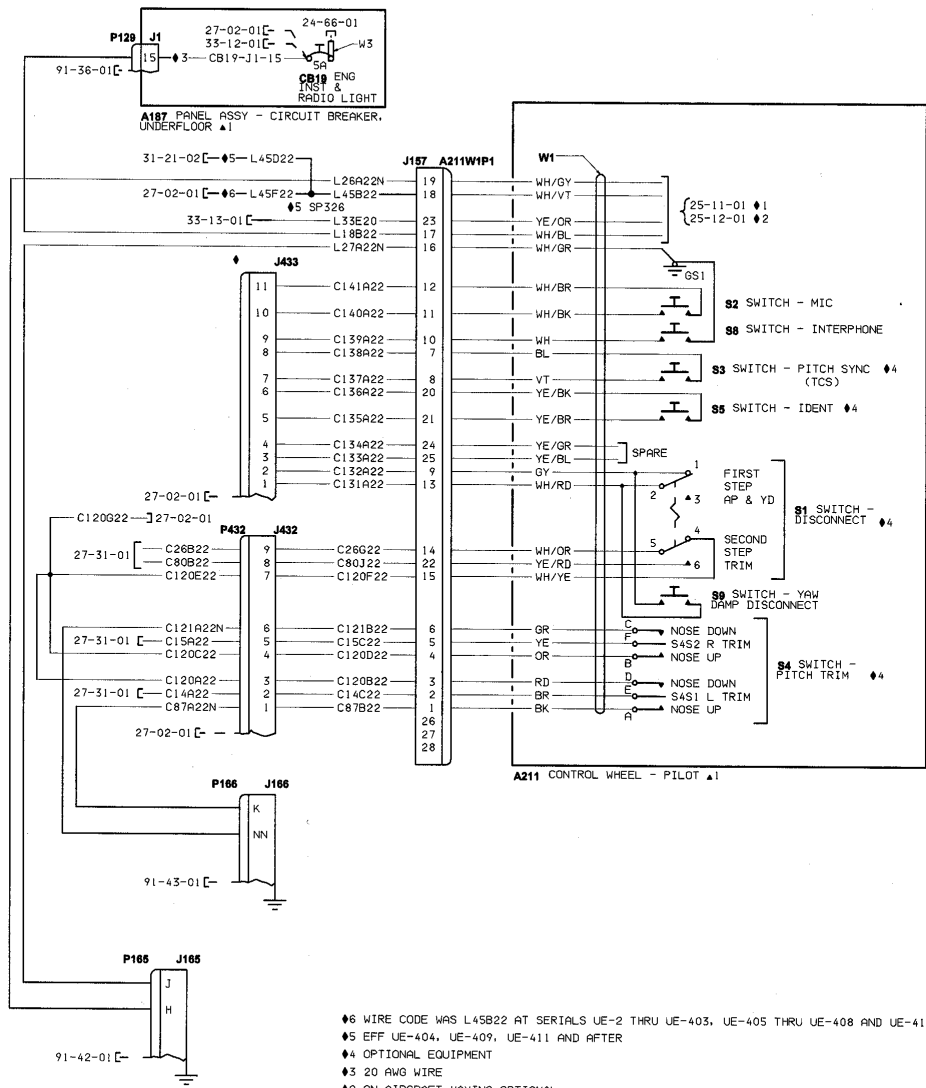 24-66-01
27-02-01
33-12-01
W3
P129 J1
15 ♦3 CB19-J1-15
5A
91-36-01
CB19 ENG
INST &
RADIO LIGHT
A187 PANEL ASSY - CIRCUIT BREAKER,
UNDERFLOOR ▲1
31-21-02 ♦5 L45D22
J157 A211W1P1
W1
L26A22N 19 WH/GY
27-02-01 ♦6 L45F22 L45B22 18 WH/VT
♦5 SP326
25-11-01 ♦1
25-12-01 ♦2
33-13-01 L33E20 23 YE/OR
L18B22 17 WH/BL
L27A22N 16 WH/GR
GS1
♦ J433
11 C141A22 12 WH/BR
S2 SWITCH - MIC
10 C140A22 11 WH/BK
S8 SWITCH - INTERPHONE
9 C139A22 10 WH
8 C138A22 7 BL
S3 SWITCH - PITCH SYNC ♦4
(TCS)
7 C137A22 8 VT
6 C136A22 20 YE/BK
S5 SWITCH - IDENT ♦4
5 C135A22 21 YE/BR
4 C134A22 24 YE/GR
SPARE
3 C133A22 25 YE/BL
2 C132A22 9 GY
1 C131A22 13 WH/RD
27-02-01
1
2
▲3
4
5
▲6
FIRST
STEP
AP & YD
SECOND
STEP
TRIM
S1 SWITCH -
DISCONNECT ♦4
C120G22 27-02-01
P432 J432
27-31-01
C26B22 9 C26G22 14 WH/OR
C80B22 8 C80J22 22 YE/RD
C120E22 7 C120F22 15 WH/YE
S9 SWITCH - YAW
DAMP DISCONNECT
C121A22N 6 C121B22 6 GR C NOSE DOWN
27-31-01 C15A22 5 C15C22 5 YE F S4S2 R TRIM
C120C22 4 C120D22 4 OR B NOSE UP
S4 SWITCH -
PITCH TRIM ♦4
C120A22 3 C120B22 3 RD D NOSE DOWN
27-31-01 C14A22 2 C14C22 2 BR E S4S1 L TRIM
C87A22N 1 C87B22 1 BK A NOSE UP
26
27
28
27-02-01
A211 CONTROL WHEEL - PILOT ▲1
P166 J166
K
NN
91-43-01
P165 J165
J
H
91-42-01
♦6 WIRE CODE WAS L45B22 AT SERIALS UE-2 THRU UE-403, UE-405 THRU UE-408 AND UE-41
♦5 EFF UE-404, UE-409, UE-411 AND AFTER
♦4 OPTIONAL EQUIPMENT
♦3 20 AWG WIRE